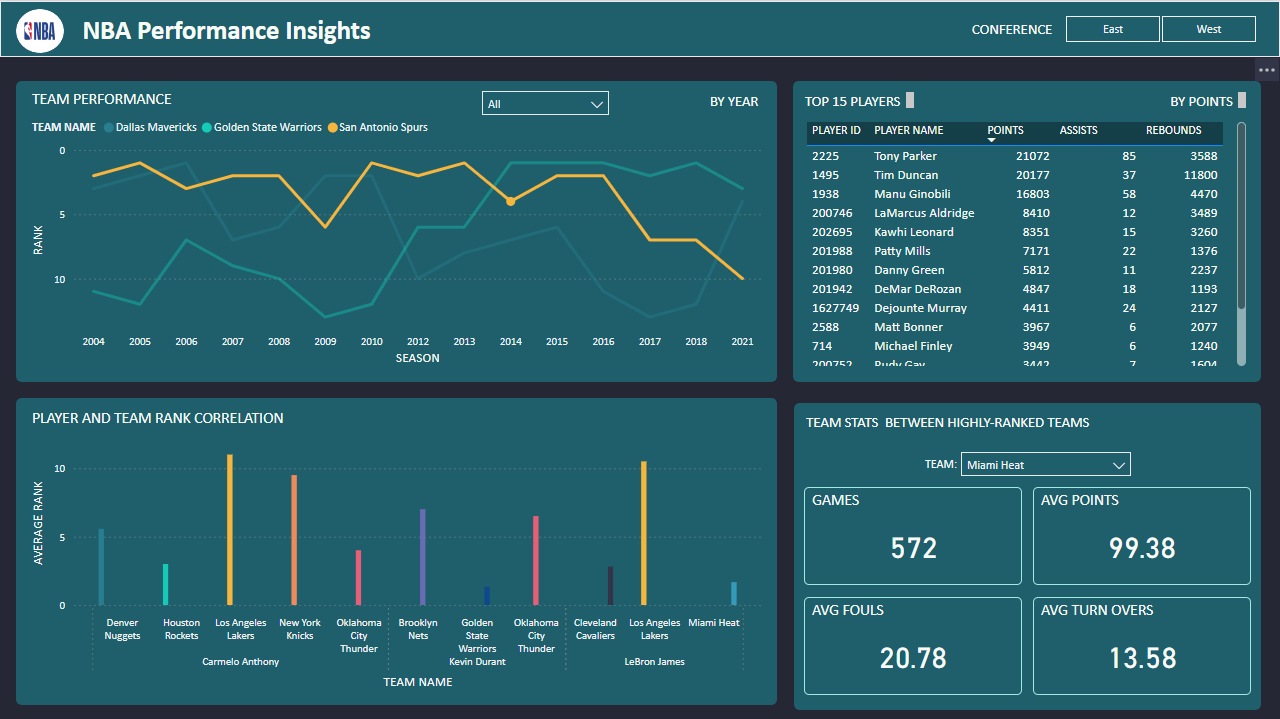 NBA
NBA Performance Insights
CONFERENCE East West
TEAM PERFORMANCE
All
BY YEAR
TEAM NAME Dallas Mavericks Golden State Warriors San Antonio Spurs
0
5
10
RANK
2004 2005 2006 2007 2008 2009 2010 2012 2013 2014 2015 2016 2017 2018 2021
SEASON
TOP 15 PLAYERS
BY POINTS
PLAYER ID PLAYER NAME POINTS ASSISTS REBOUNDS
2225 Tony Parker 21072 85 3588
1495 Tim Duncan 20177 37 11800
1938 Manu Ginobili 16803 58 4470
200746 LaMarcus Aldridge 8410 12 3489
202695 Kawhi Leonard 8351 15 3260
201988 Patty Mills 7171 22 1376
201980 Danny Green 5812 11 2237
201942 DeMar DeRozan 4847 18 1193
1627749 Dejounte Murray 4411 24 2127
2588 Matt Bonner 3967 6 2077
714 Michael Finley 3949 6 1240
200752 Rudy Gay 3442 7 1604
PLAYER AND TEAM RANK CORRELATION
10
5
0
AVERAGE RANK
Denver Houston Los Angeles New York Oklahoma Brooklyn Golden Oklahoma Cleveland Los Angeles Miami Heat
Nuggets Rockets Lakers Knicks City Nets State City Cavaliers Lakers
Thunder Warriors Thunder
Carmelo Anthony Kevin Durant LeBron James
TEAM NAME
TEAM STATS BETWEEN HIGHLY-RANKED TEAMS
TEAM: Miami Heat
GAMES
572
AVG POINTS
99.38
AVG FOULS
20.78
AVG TURN OVERS
13.58